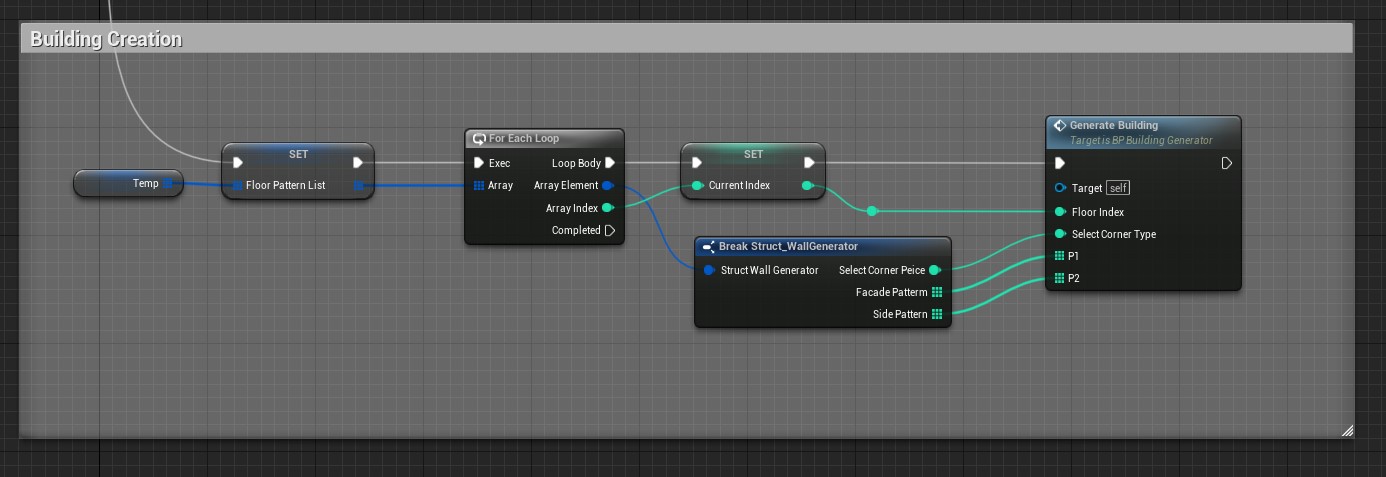 Building Creation
Temp
SET
Floor Pattern List
For Each Loop
Exec
Loop Body
Array
Array Element
Array Index
Completed
SET
Current Index
Break Struct_WallGenerator
Struct Wall Generator
Select Corner Peice
Facade Patterm
Side Pattern
Generate Building
Target is BP Building Generator
Target self
Floor Index
Select Corner Type
P1
P2